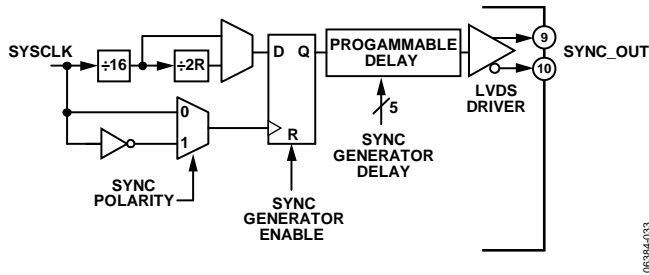 SYSCLK
÷16
÷2R
0
1
SYNC
POLARITY
D Q
R
SYNC
GENERATOR
ENABLE
PROGAMMABLE
DELAY
5
SYNC
GENERATOR
DELAY
LVDS
DRIVER
9
10
SYNC_OUT
06384-033